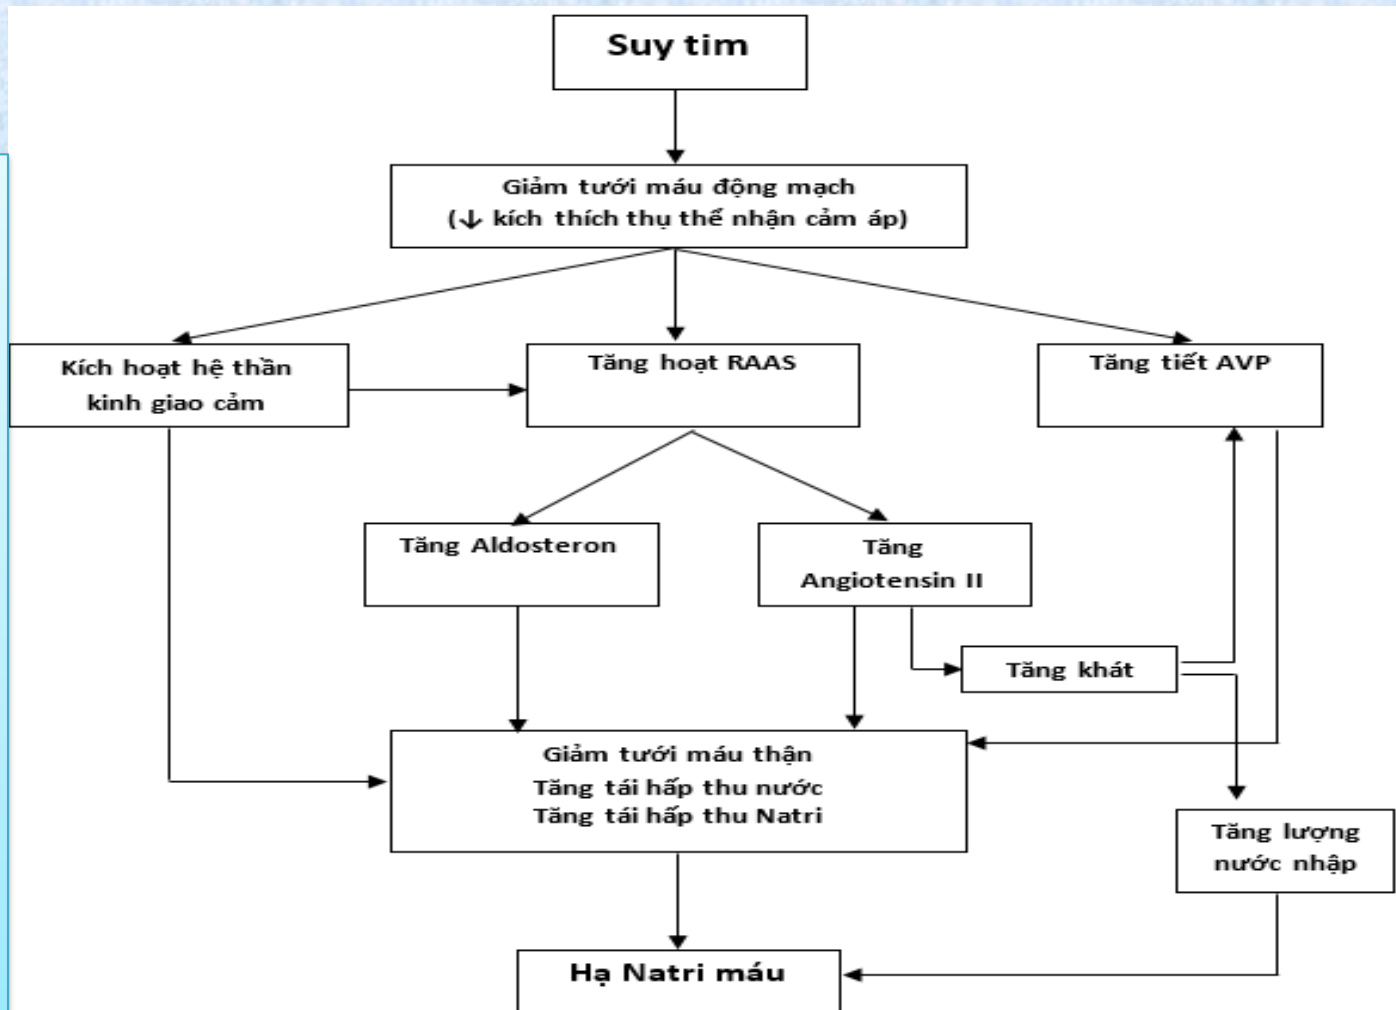 Suy tim
Giảm tưới máu động mạch
(↓ kích thích thụ thể nhận cảm áp)
Kích hoạt hệ thần
kinh giao cảm
Tăng hoạt RAAS
Tăng tiết AVP
Tăng Aldosteron
Tăng
Angiotensin II
Tăng khát
Giảm tưới máu thận
Tăng tái hấp thu nước
Tăng tái hấp thu Natri
Tăng lượng
nước nhập
Hạ Natri máu